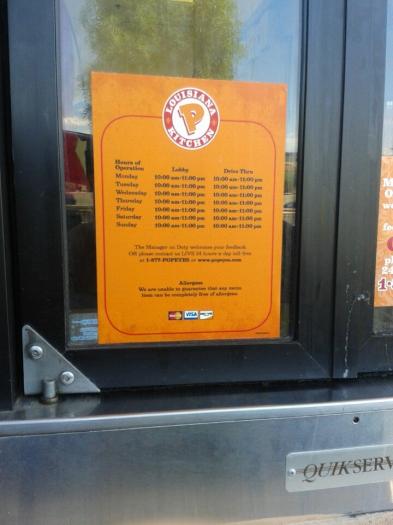 LOUISIANA
P
KITCHEN
Hours of
Operation Lobby Drive Thru
Monday 10:00 am-11:00 pm 10:00 am-11:00 pm
Tuesday 10:00 am-11:00 pm 10:00 am-11:00 pm
Wednesday 10:00 am-11:00 pm 10:00 am-11:00 pm
Thursday 10:00 am-11:00 pm 10:00 am-11:00 pm
Friday 10:00 am-11:00 pm 10:00 am-11:00 pm
Saturday 10:00 am-11:00 pm 10:00 am-11:00 pm
Sunday 10:00 am-11:00 pm 10:00 am-11:00 pm
The Manager on Duty welcomes your feedback
OR please contact us LIVE 24 hours a day toll-free
at 1-877-POPEYES or www.popeyes.com
Allergens
We are unable to guarantee that any menu
item can be completely free of allergens
MasterCard VISA
QUIKSERV